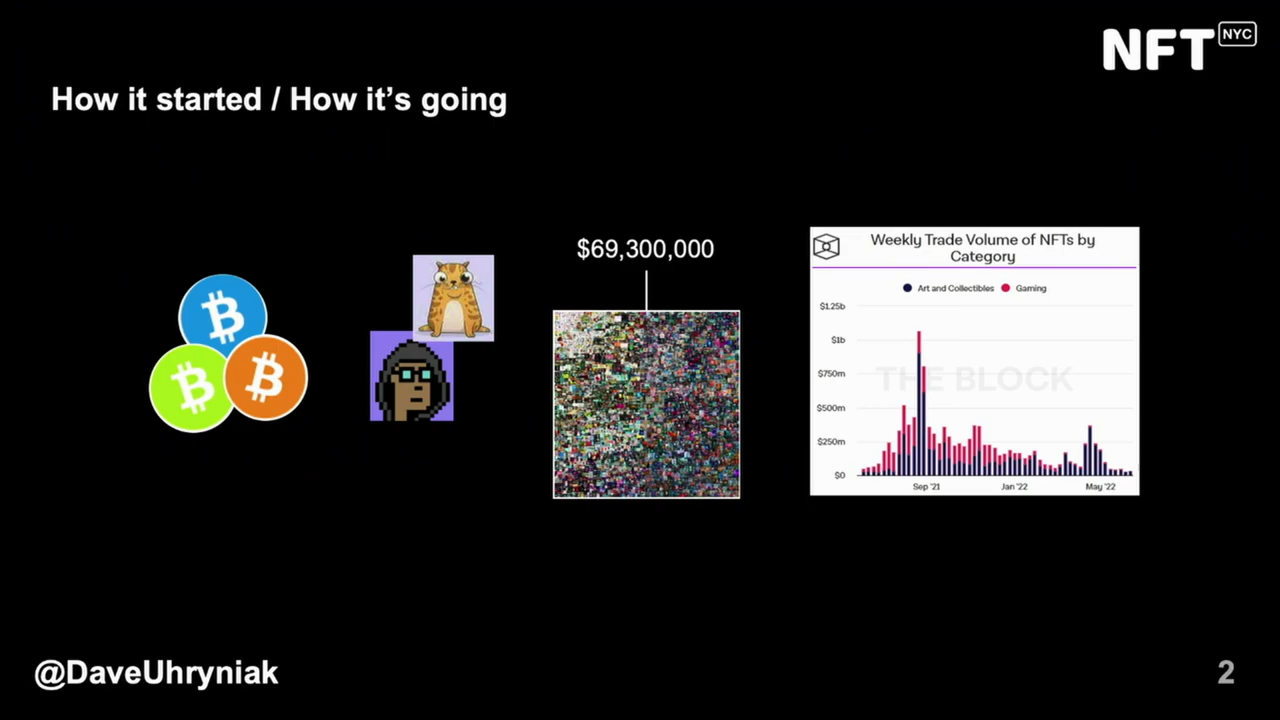 NFT NYC
How it started / How it's going
$69,300,000
Weekly Trade Volume of NFTs by
Category
Art and Collectibles Gaming
$1.25b
$1b
$750m
$500m
$250m
$0
THE BLOCK
Sep '21 Jan '22 May '22
@DaveUhryniak
2